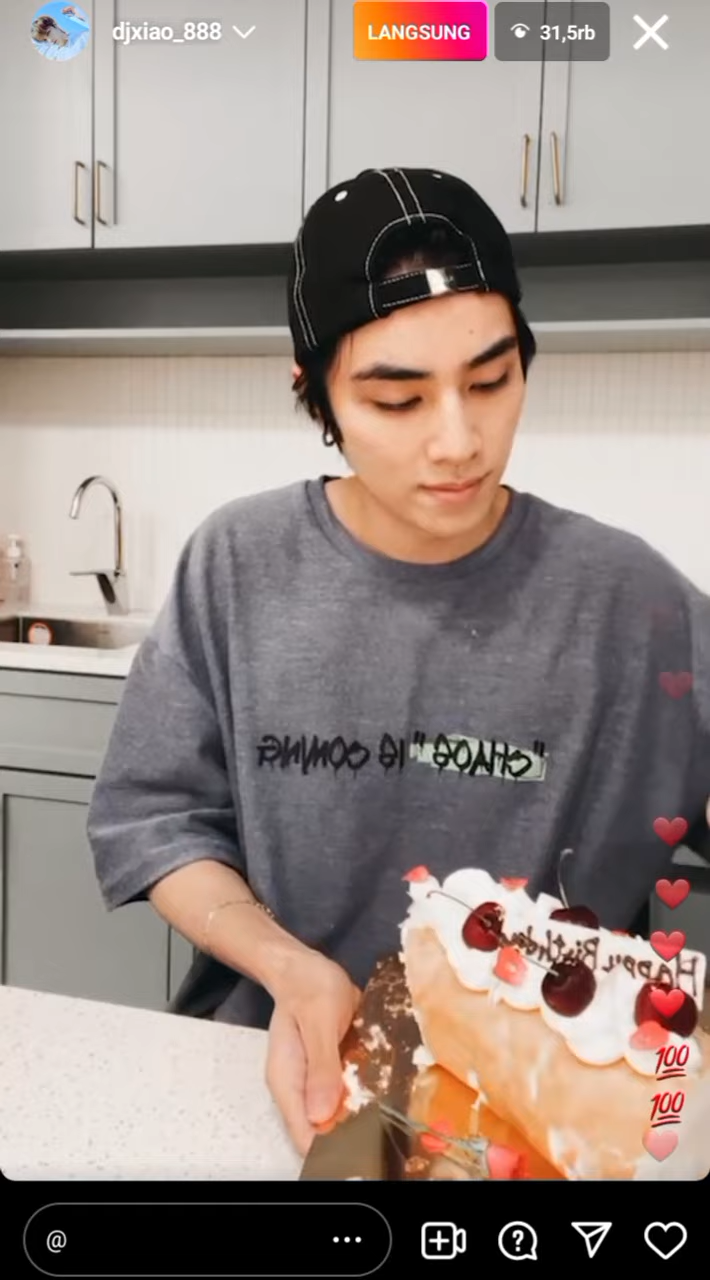 djxiao_888
LANGSUNG
31,5rb
"CHAOS" IS COMING
Happy Birthday
100
100
@